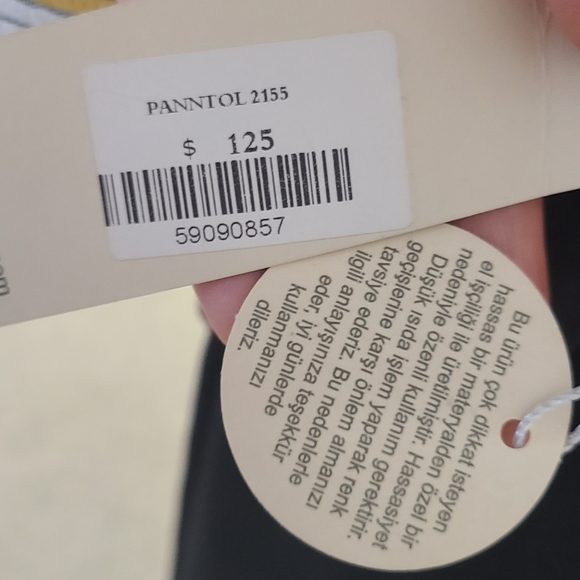 PANNTOL 2155
$ 125
59090857
Bu ürün çok dikkat isteyen
hassas bir materyalden özel bir
el işçiliği ile üretilmiştir. Hassasiyet
nedeniyle özenli kullanım gerektirir.
Düşük ısıda işlem yaparak renk
geçişlerine karşı önlem almanızı
tavsiye ederiz. Bu nedenlerle
ilgili anlayışınıza teşekkür
eder, iyi günlerde
kullanmanızı
dileriz.